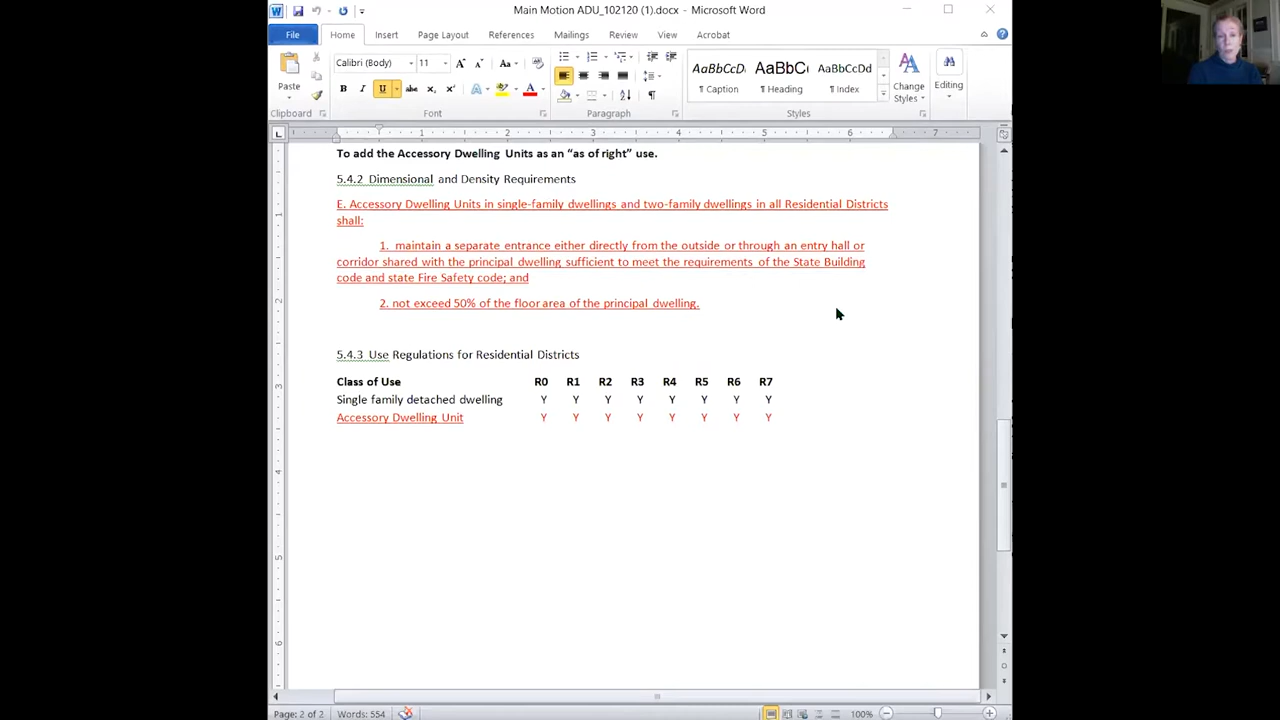 Main Motion ADU_102120 (1).docx - Microsoft Word
File Home Insert Page Layout References Mailings Review View Acrobat
Calibri (Body) 11
AaBbCcD AaBbC AaBbCcDd
Paste
Caption Heading Index
Change Styles
Editing
Clipboard Font Paragraph Styles
1 2 3 4 5 6 7
To add the Accessory Dwelling Units as an “as of right” use.
5.4.2 Dimensional and Density Requirements
E. Accessory Dwelling Units in single-family dwellings and two-family dwellings in all Residential Districts
shall:
1. maintain a separate entrance either directly from the outside or through an entry hall or
corridor shared with the principal dwelling sufficient to meet the requirements of the State Building
code and state Fire Safety code; and
2. not exceed 50% of the floor area of the principal dwelling.
5.4.3 Use Regulations for Residential Districts
Class of Use R0 R1 R2 R3 R4 R5 R6 R7
Single family detached dwelling Y Y Y Y Y Y Y Y
Accessory Dwelling Unit Y Y Y Y Y Y Y Y
Page: 2 of 2 Words: 554 100%